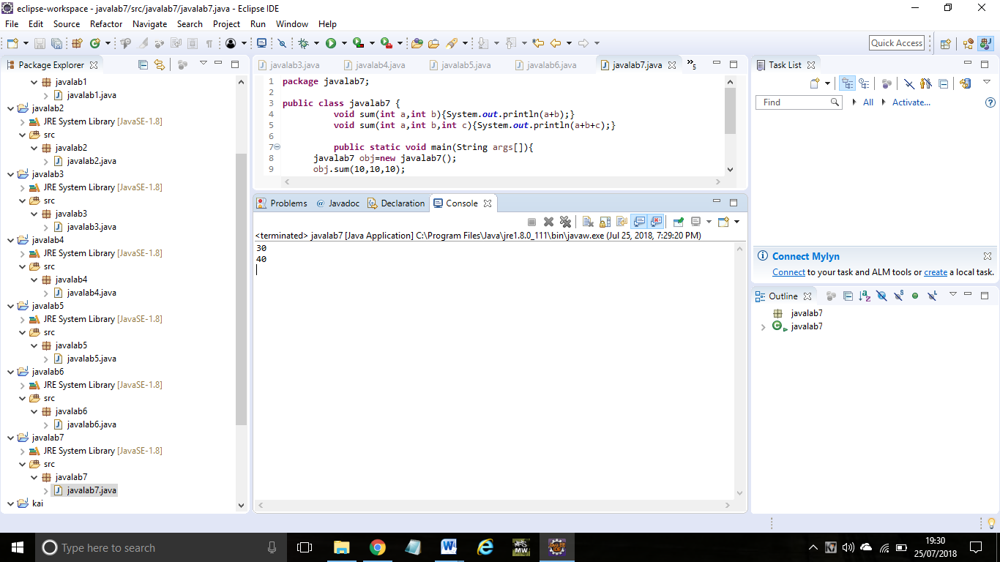 eclipse-workspace - javalab7/src/javalab7/javalab7.java - Eclipse IDE
File Edit Source Refactor Navigate Search Project Run Window Help
Quick Access
Package Explorer
javalab1
javalab1.java
javalab2
JRE System Library [JavaSE-1.8]
src
javalab2
javalab2.java
javalab3
JRE System Library [JavaSE-1.8]
src
javalab3
javalab3.java
javalab4
JRE System Library [JavaSE-1.8]
src
javalab4
javalab4.java
javalab5
JRE System Library [JavaSE-1.8]
src
javalab5
javalab5.java
javalab6
JRE System Library [JavaSE-1.8]
src
javalab6
javalab6.java
javalab7
JRE System Library [JavaSE-1.8]
src
javalab7
javalab7.java
kai
javalab3.java javalab4.java javalab5.java javalab6.java javalab7.java »5
1 package javalab7;
2
3 public class javalab7 {
4 void sum(int a,int b){System.out.println(a+b);}
5 void sum(int a,int b,int c){System.out.println(a+b+c);}
6
7 public static void main(String args[]){
8 javalab7 obj=new javalab7();
9 obj.sum(10,10,10);
Problems @ Javadoc Declaration Console
<terminated> javalab7 [Java Application] C:\Program Files\Java\jre1.8.0_111\bin\javaw.exe (Jul 25, 2018, 7:29:20 PM)
30
40
Task List
Find All Activate...
Connect Mylyn
Connect to your task and ALM tools or create a local task.
Outline
javalab7
javalab7
Type here to search
19:30
25/07/2018